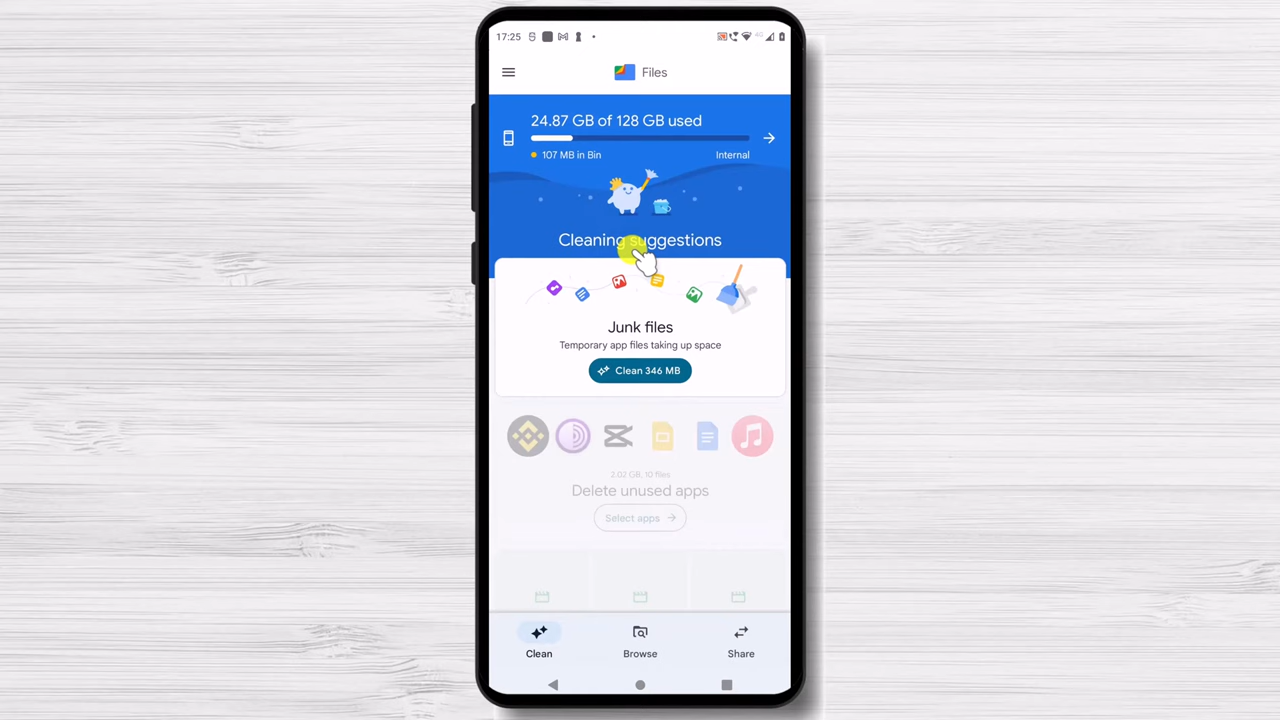 17:25
4G
Files
24.87 GB of 128 GB used
107 MB in Bin
Internal
Cleaning suggestions
Junk files
Temporary app files taking up space
Clean 346 MB
2.02 GB, 10 files
Delete unused apps
Select apps
Clean
Browse
Share